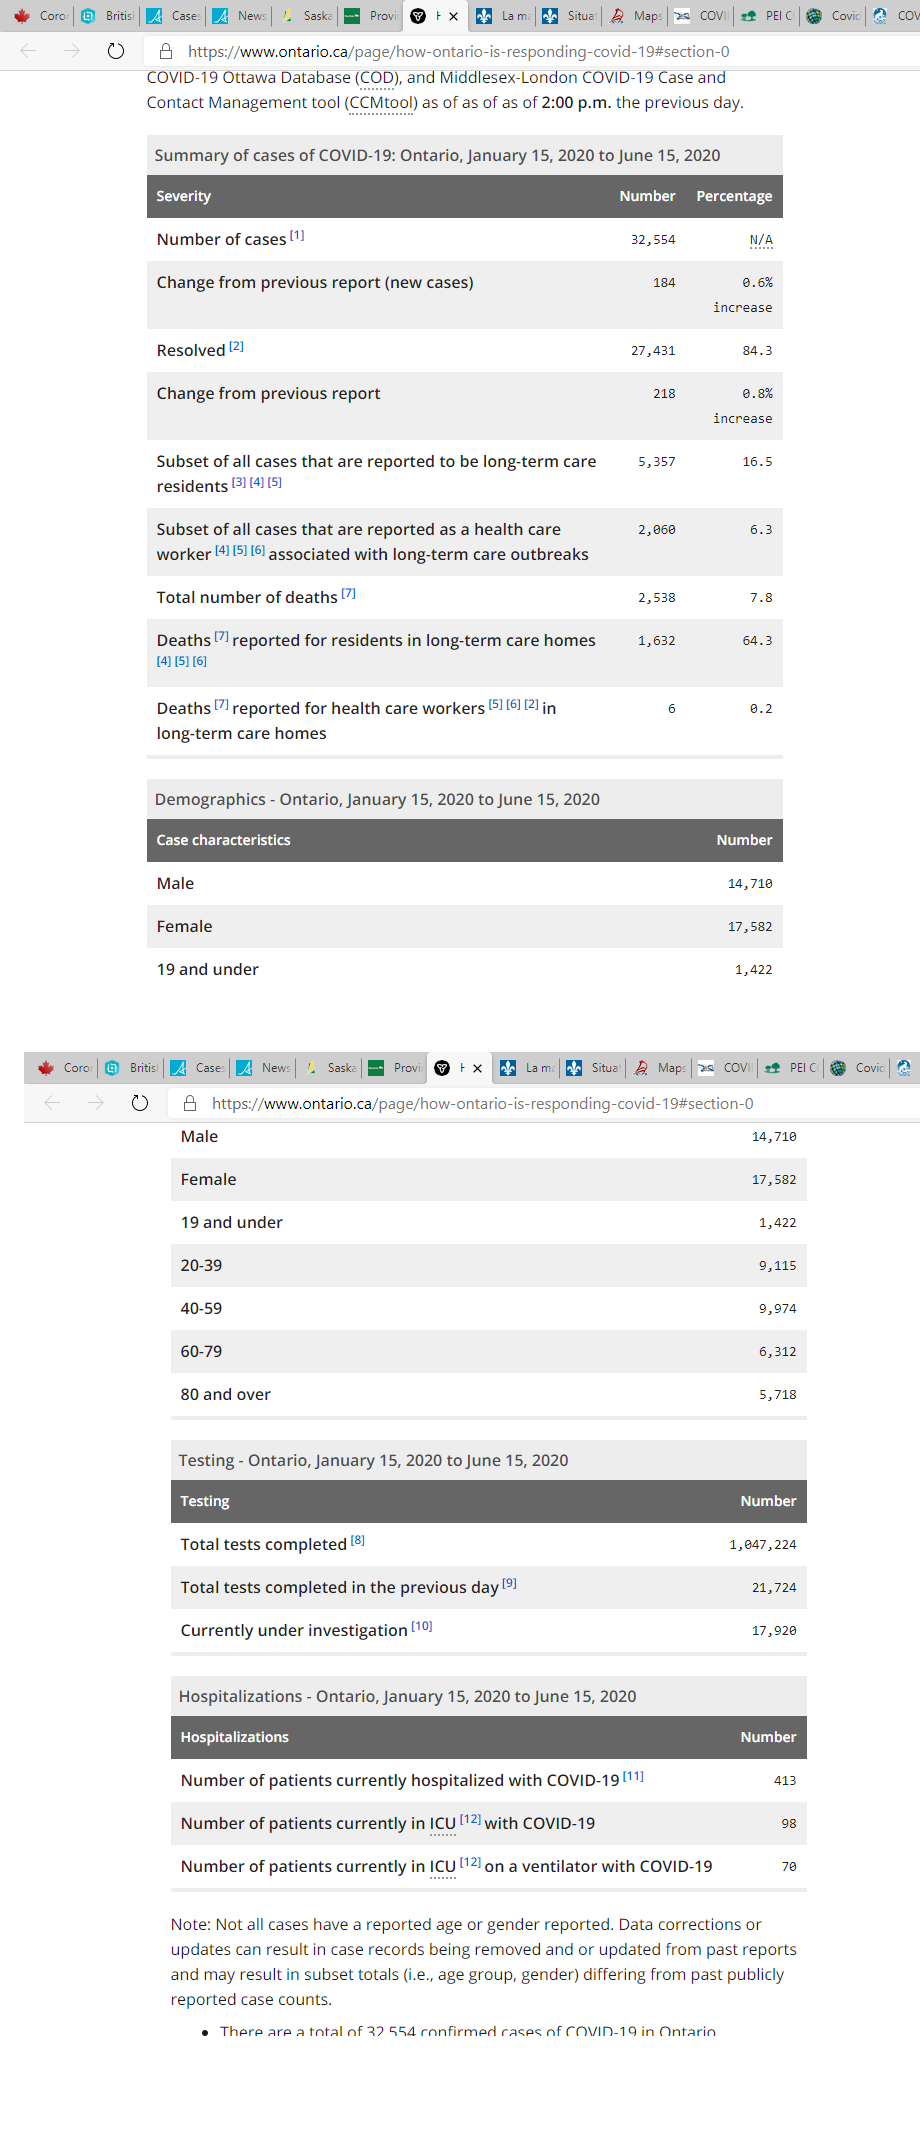 Coror Britisl Case: News Saska Provi H La ma Situat Maps COVII PEI C Covic COV
https://www.ontario.ca/page/how-ontario-is-responding-covid-19#section-0
COVID-19 Ottawa Database (COD), and Middlesex-London COVID-19 Case and
Contact Management tool (CCMtool) as of as of as of 2:00 p.m. the previous day.
Summary of cases of COVID-19: Ontario, January 15, 2020 to June 15, 2020
Severity Number Percentage
Number of cases [1] 32,554 N/A
Change from previous report (new cases) 184 0.6%
increase
Resolved [2] 27,431 84.3
Change from previous report 218 0.8%
increase
Subset of all cases that are reported to be long-term care 5,357 16.5
residents [3] [4] [5]
Subset of all cases that are reported as a health care 2,060 6.3
worker [4] [5] [6] associated with long-term care outbreaks
Total number of deaths [7] 2,538 7.8
Deaths [7] reported for residents in long-term care homes 1,632 64.3
[4] [5] [6]
Deaths [7] reported for health care workers [5] [6] [2] in 6 0.2
long-term care homes
Demographics - Ontario, January 15, 2020 to June 15, 2020
Case characteristics Number
Male 14,710
Female 17,582
19 and under 1,422
Coror Britisl Case: News Saska Provi H La ma Situat Maps COVII PEI C Covic
https://www.ontario.ca/page/how-ontario-is-responding-covid-19#section-0
Male 14,710
Female 17,582
19 and under 1,422
20-39 9,115
40-59 9,974
60-79 6,312
80 and over 5,718
Testing - Ontario, January 15, 2020 to June 15, 2020
Testing Number
Total tests completed [8] 1,047,224
Total tests completed in the previous day [9] 21,724
Currently under investigation [10] 17,920
Hospitalizations - Ontario, January 15, 2020 to June 15, 2020
Hospitalizations Number
Number of patients currently hospitalized with COVID-19 [11] 413
Number of patients currently in ICU [12] with COVID-19 98
Number of patients currently in ICU [12] on a ventilator with COVID-19 70
Note: Not all cases have a reported age or gender reported. Data corrections or
updates can result in case records being removed and or updated from past reports
and may result in subset totals (i.e., age group, gender) differing from past publicly
reported case counts.
• There are a total of 32,554 confirmed cases of COVID-19 in Ontario